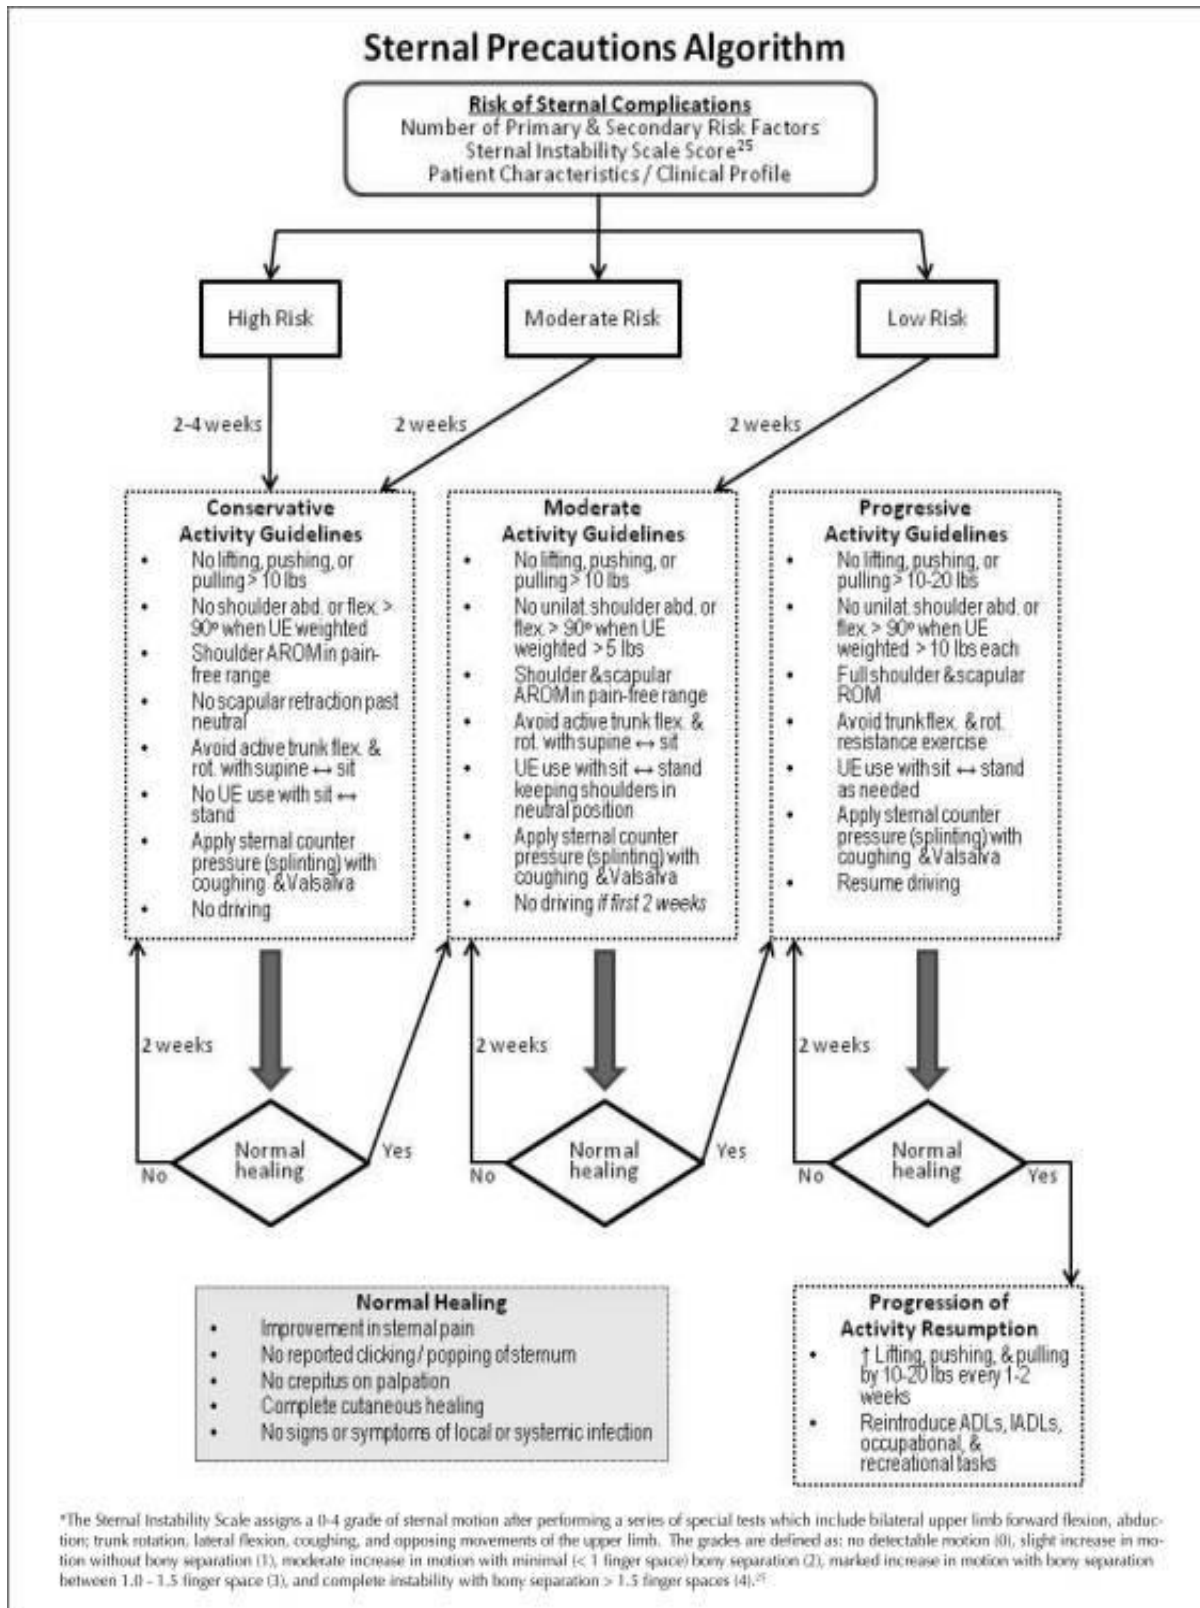 Sternal Precautions Algorithm
Risk of Sternal Complications
Number of Primary & Secondary Risk Factors
Sternal Instability Scale Score25
Patient Characteristics / Clinical Profile
High Risk
Moderate Risk
Low Risk
2-4 weeks
2 weeks
2 weeks
Conservative
Activity Guidelines
• No lifting, pushing, or
pulling > 10 lbs
• No shoulder abd. or flex. >
90º when UE weighted
• Shoulder AROM in pain-
free range
• No scapular retraction past
neutral
• Avoid active trunk flex. &
rot. with supine ↔ sit
• No UE use with sit ↔
stand
• Apply sternal counter
pressure (splinting) with
coughing & Valsalva
• No driving
Moderate
Activity Guidelines
• No lifting, pushing, or
pulling > 10 lbs
• No unilat. shoulder abd. or
flex. > 90º when UE
weighted > 5 lbs
• Shoulder & scapular
AROM in pain-free range
• Avoid active trunk flex. &
rot. with supine ↔ sit
• UE use with sit ↔ stand
keeping shoulders in
neutral position
• Apply sternal counter
pressure (splinting) with
coughing & Valsalva
• No driving if first 2 weeks
Progressive
Activity Guidelines
• No lifting, pushing, or
pulling > 10-20 lbs
• No unilat. shoulder abd. or
flex. > 90º when UE
weighted > 10 lbs each
• Full shoulder & scapular
ROM
• Avoid trunk flex. & rot.
resistance exercise
• UE use with sit ↔ stand
as needed
• Apply sternal counter
pressure (splinting) with
coughing & Valsalva
• Resume driving
2 weeks
2 weeks
2 weeks
Normal
healing
No
Yes
Normal
healing
No
Yes
Normal
healing
No
Yes
Normal Healing
• Improvement in sternal pain
• No reported clicking / popping of sternum
• No crepitus on palpation
• Complete cutaneous healing
• No signs or symptoms of local or systemic infection
Progression of
Activity Resumption
• ↑ Lifting, pushing, & pulling
by 10-20 lbs every 1-2
weeks
• Reintroduce ADLs, IADLs,
occupational, &
recreational tasks
*The Sternal Instability Scale assigns a 0-4 grade of sternal motion after performing a series of special tests which include bilateral upper limb forward flexion, abduc-
tion; trunk rotation, lateral flexion, coughing, and opposing movements of the upper limb. The grades are defined as: no detectable motion (0), slight increase in mo-
tion without bony separation (1), moderate increase in motion with minimal (< 1 finger space) bony separation (2), marked increase in motion with bony separation
between 1.0 - 1.5 finger space (3), and complete instability with bony separation > 1.5 finger spaces (4).25